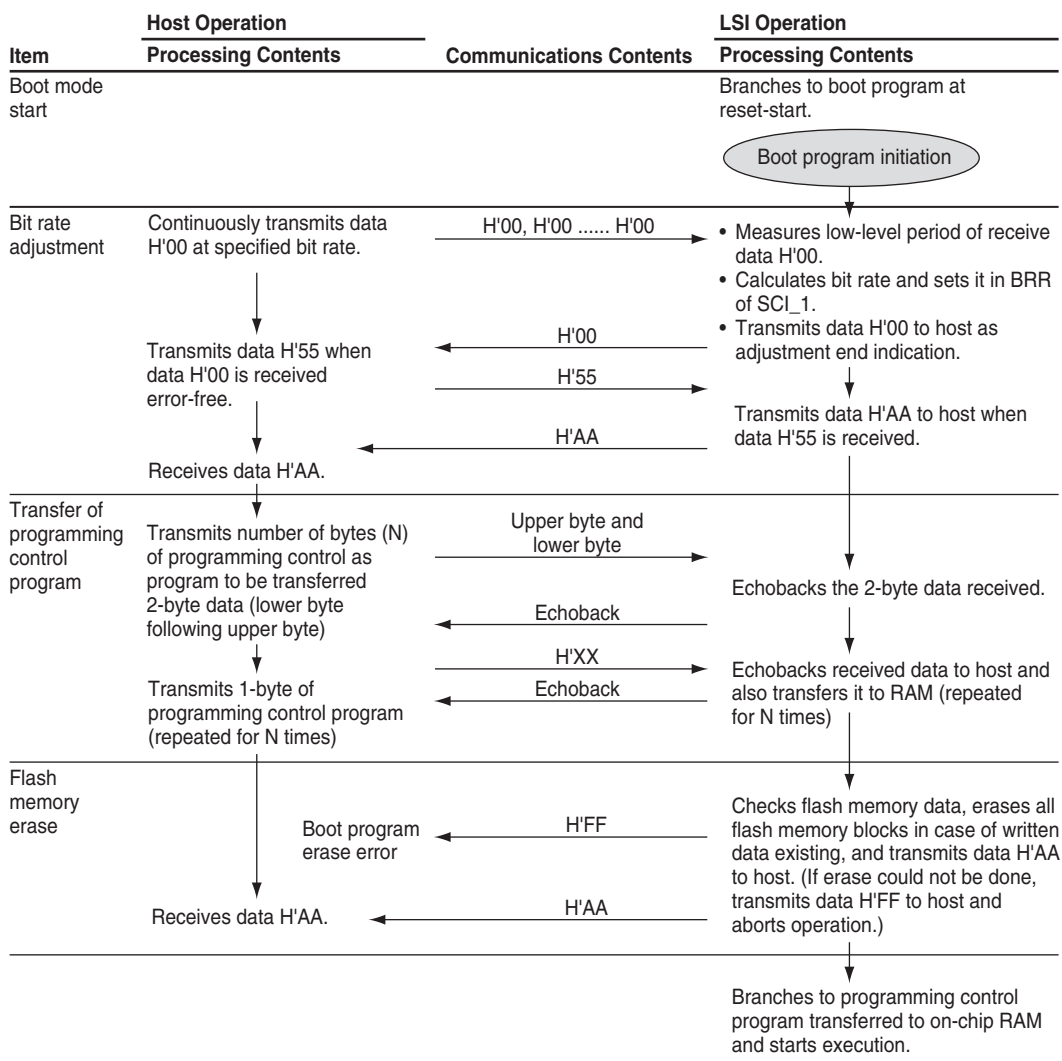 Host Operation
LSI Operation
Item
Processing Contents
Communications Contents
Processing Contents
Boot mode
start
Branches to boot program at
reset-start.
Boot program initiation
Bit rate
adjustment
Continuously transmits data
H'00 at specified bit rate.
H'00, H'00 ...... H'00
• Measures low-level period of receive
data H'00.
• Calculates bit rate and sets it in BRR
of SCI_1.
• Transmits data H'00 to host as
adjustment end indication.
H'00
Transmits data H'55 when
data H'00 is received
error-free.
H'55
Transmits data H'AA to host when
data H'55 is received.
H'AA
Receives data H'AA.
Transfer of
programming
control
program
Transmits number of bytes (N)
of programming control as
program to be transferred
2-byte data (lower byte
following upper byte)
Upper byte and
lower byte
Echobacks the 2-byte data received.
Echoback
H'XX
Transmits 1-byte of
programming control program
(repeated for N times)
Echoback
Echobacks received data to host and
also transfers it to RAM (repeated
for N times)
Flash
memory
erase
Boot program
erase error
H'FF
Checks flash memory data, erases all
flash memory blocks in case of written
data existing, and transmits data H'AA
to host. (If erase could not be done,
transmits data H'FF to host and
aborts operation.)
Receives data H'AA.
H'AA
Branches to programming control
program transferred to on-chip RAM
and starts execution.